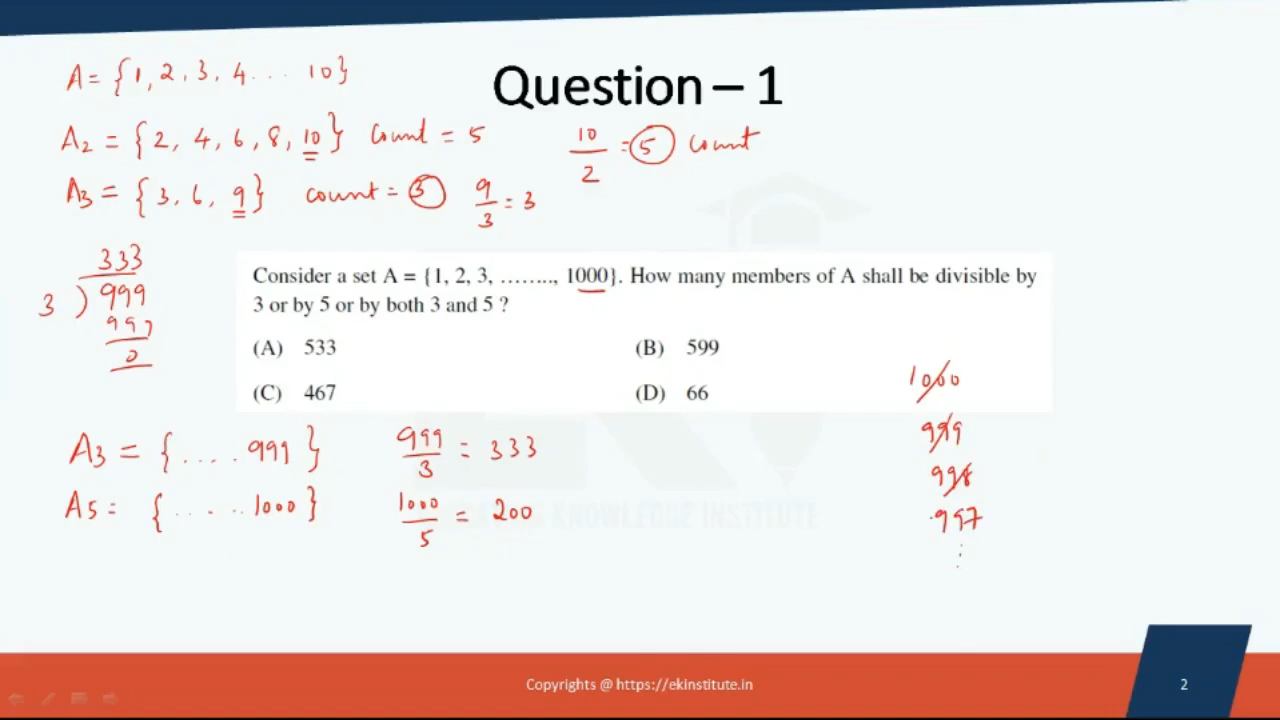 A = {1, 2, 3, 4 ... 10}
Question – 1
A2 = {2, 4, 6, 8, 10} count = 5
10/2 = 5 count
A3 = {3, 6, 9} count = 3 9/3 = 3
333
3 ) 999
999
0
Consider a set A = {1, 2, 3, ........, 1000}. How many members of A shall be divisible by
3 or by 5 or by both 3 and 5 ?
(A) 533 (B) 599
(C) 467 (D) 66
1000
999
998
997
A3 = { .... 999 } 999/3 = 333
A5 = { ..... 1000 } 1000/5 = 200
KNOWLEDGE INSTITUTE
Copyrights @ https://ekinstitute.in
2